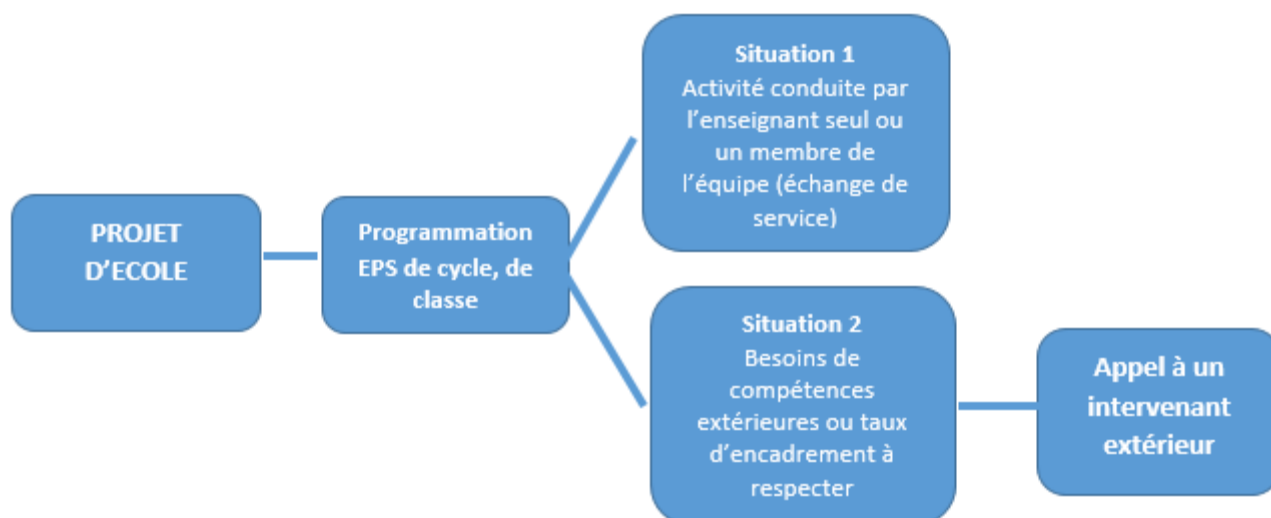 PROJET
D'ECOLE
Programmation
EPS de cycle, de
classe
Situation 1
Activité conduite par
l'enseignant seul ou
un membre de
l'équipe (échange de
service)
Situation 2
Besoins de
compétences
extérieures ou taux
d'encadrement à
respecter
Appel à un
intervenant
extérieur